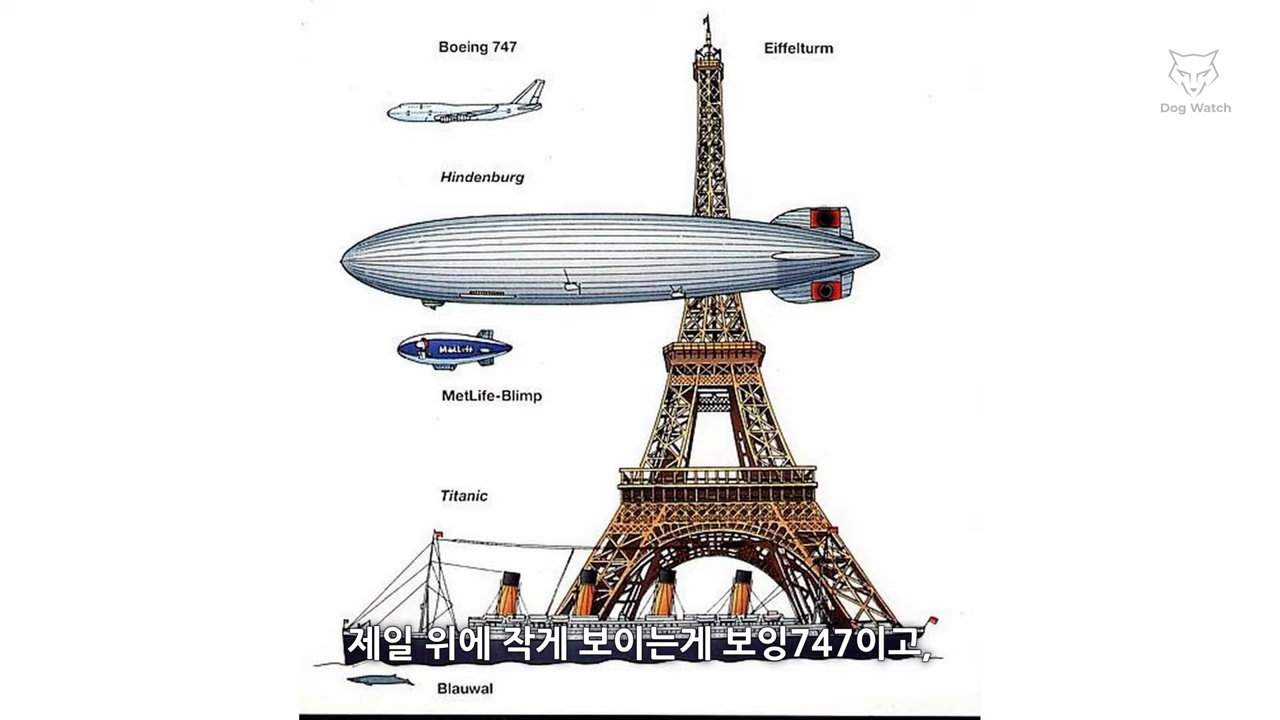 Boeing 747
Eiffelturm
Dog Watch
Hindenburg
MetLife
MetLife-Blimp
Titanic
제일 위에 작게 보이는게 보잉747이고,
Blauwal